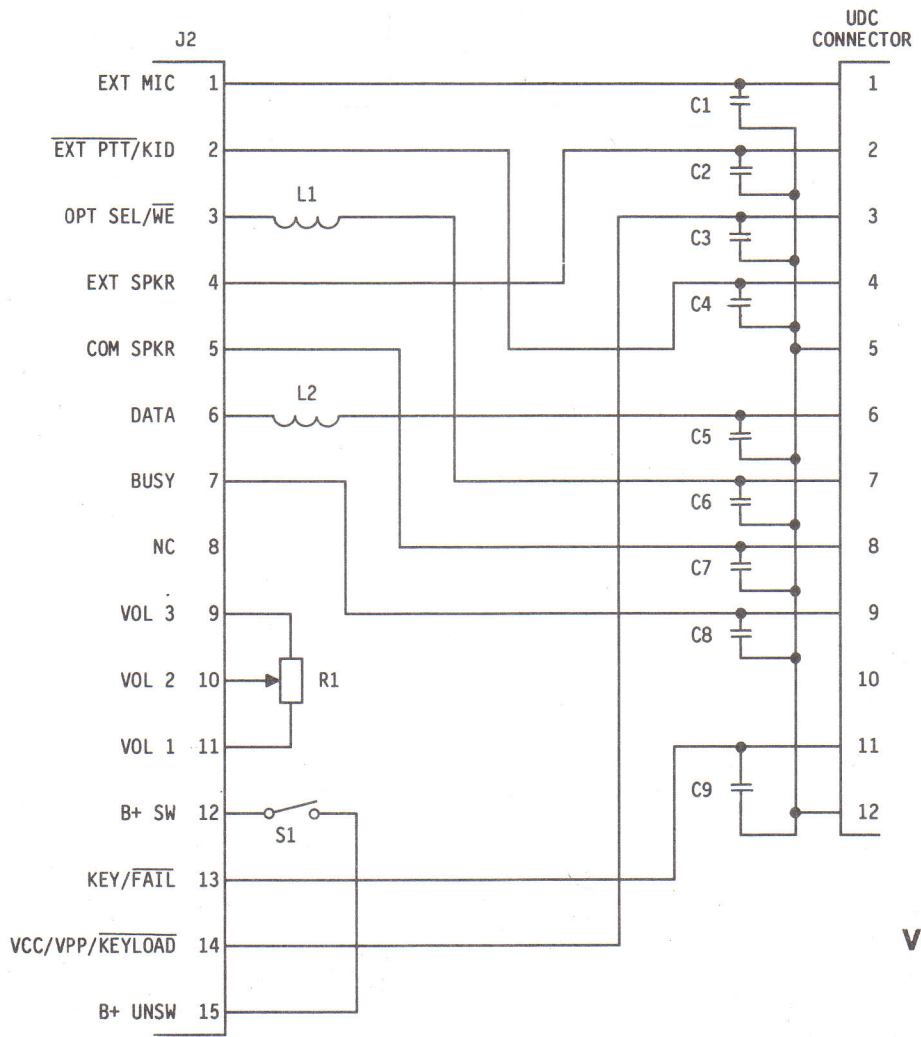 UDC
J2 CONNECTOR
EXT MIC 1 C1 1
EXT PTT/KID 2 C2 2
OPT SEL/WE 3 L1 C3 3
EXT SPKR 4 C4 4
COM SPKR 5 5
DATA 6 L2 C5 6
BUSY 7 C6 7
NC 8 C7 8
VOL 3 9 C8 9
VOL 2 10 R1 10
VOL 1 11 11
C9
B+ SW 12 S1 12
KEY/FAIL 13
VCC/VPP/KEYLOAD 14 V
B+ UNSW 15